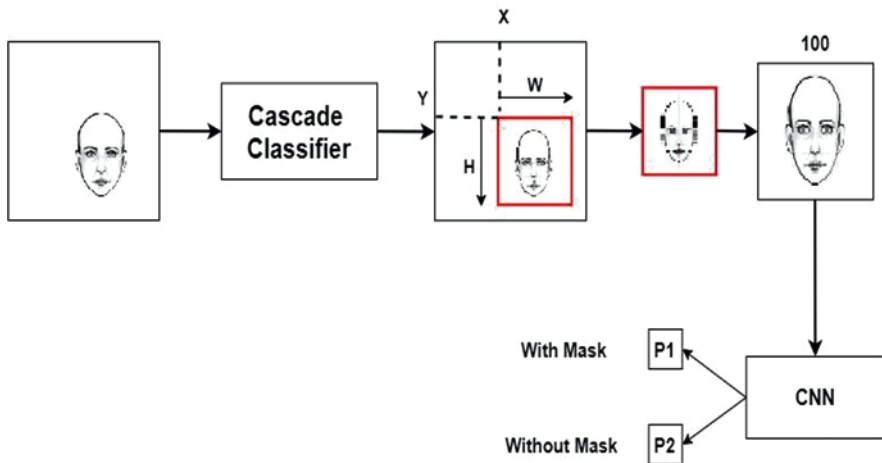 X
100
Y
W
Cascade
Classifier
H
With Mask
P1
CNN
Without Mask
P2